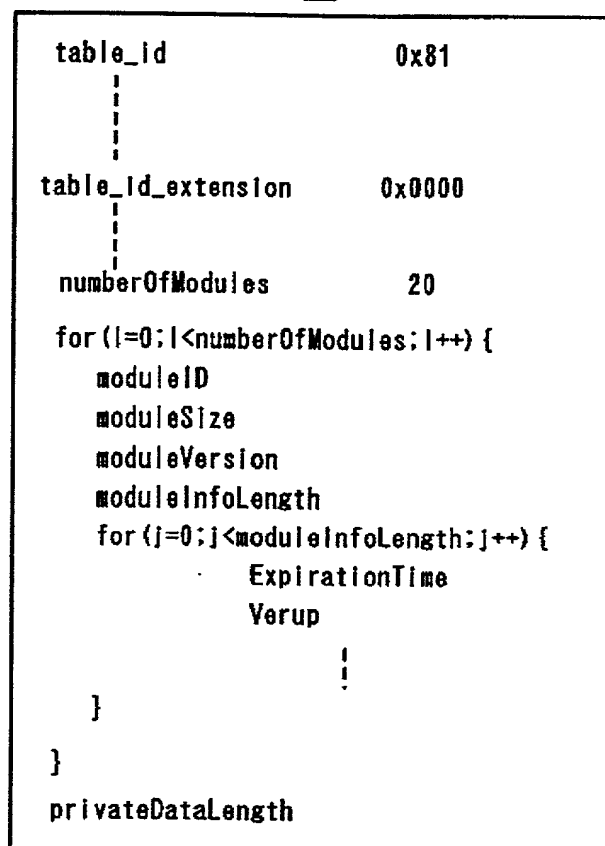 table_id 0x81
table_id_extension 0x0000
numberOfModules 20
for(i=0;i<numberOfModules;i++){
moduleID
moduleSize
moduleVersion
moduleInfoLength
for(j=0;j<moduleInfoLength;j++){
ExpirationTime
Verup
}
}
privateDataLength